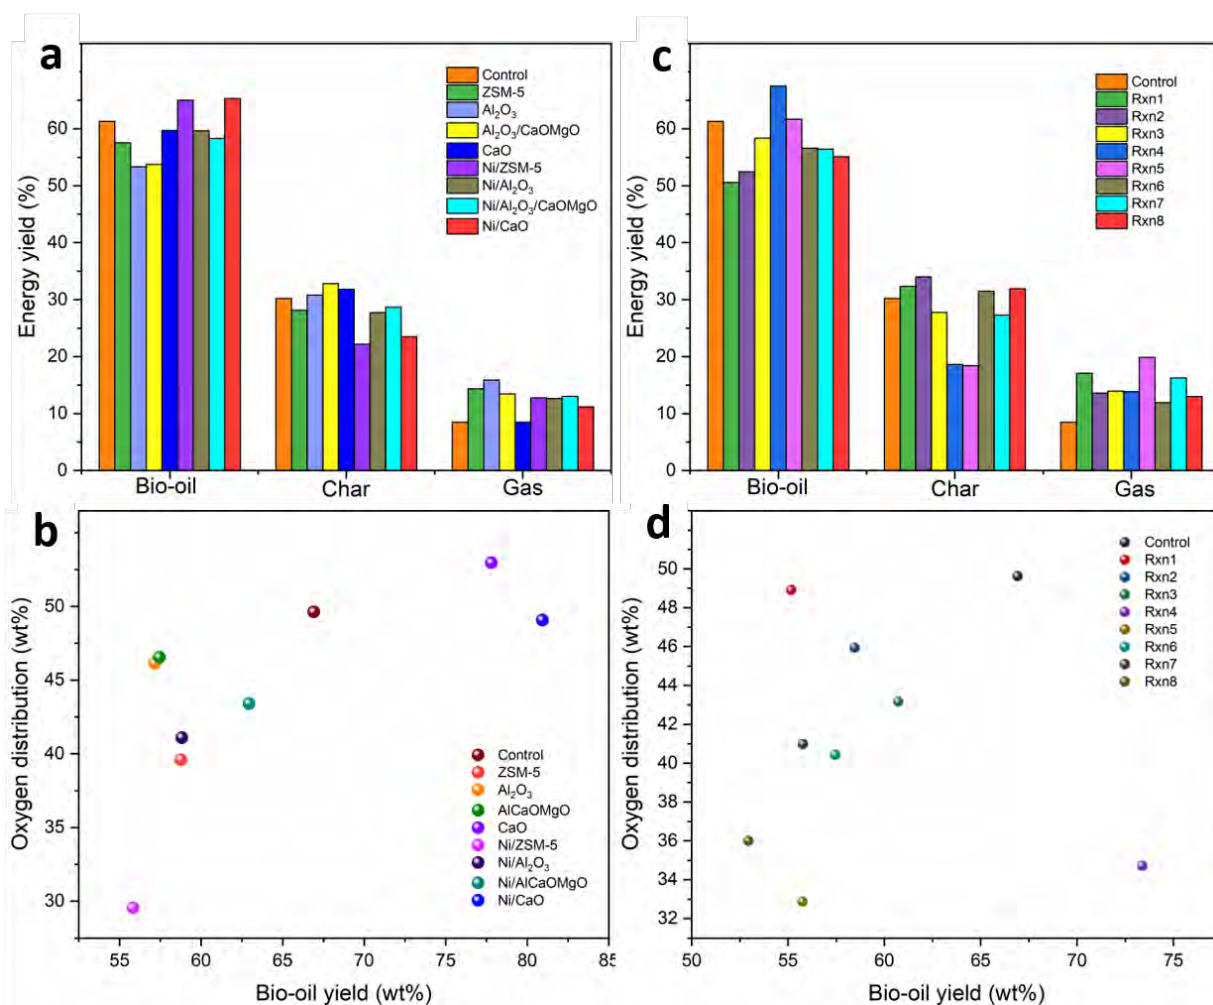 a
Energy yield (%)
60
50
40
30
20
10
0
Control
ZSM-5
Al₂O₃
Al₂O₃/CaOMgO
CaO
Ni/ZSM-5
Ni/Al₂O₃
Ni/Al₂O₃/CaOMgO
Ni/CaO
Bio-oil Char Gas
c
Energy yield (%)
70
60
50
40
30
20
10
0
Control
Rxn1
Rxn2
Rxn3
Rxn4
Rxn5
Rxn6
Rxn7
Rxn8
Bio-oil Char Gas
b
Oxygen distribution (wt%)
50
45
40
35
30
Control
ZSM-5
Al₂O₃
AlCaOMgO
CaO
Ni/ZSM-5
Ni/Al₂O₃
Ni/AlCaOMgO
Ni/CaO
55 60 65 70 75 80 85
Bio-oil yield (wt%)
d
Oxygen distribution (wt%)
50
48
46
44
42
40
38
36
34
32
Control
Rxn1
Rxn2
Rxn3
Rxn4
Rxn5
Rxn6
Rxn7
Rxn8
50 55 60 65 70 75
Bio-oil yield (wt%)